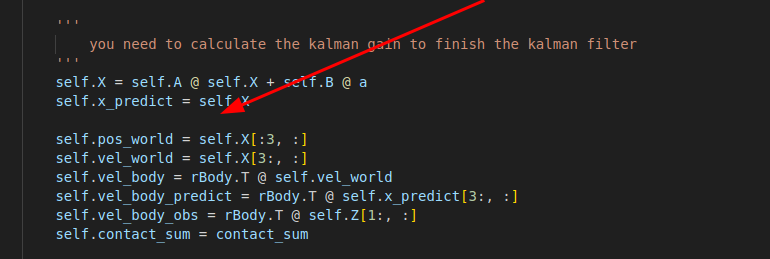 '''
    you need to calculate the kalman gain to finish the kalman filter
'''
self.X = self.A @ self.X + self.B @ a
self.x_predict = self.X

self.pos_world = self.X[:3, :]
self.vel_world = self.X[3:, :]
self.vel_body = rBody.T @ self.vel_world
self.vel_body_predict = rBody.T @ self.x_predict[3:, :]
self.vel_body_obs = rBody.T @ self.Z[1:, :]
self.contact_sum = contact_sum